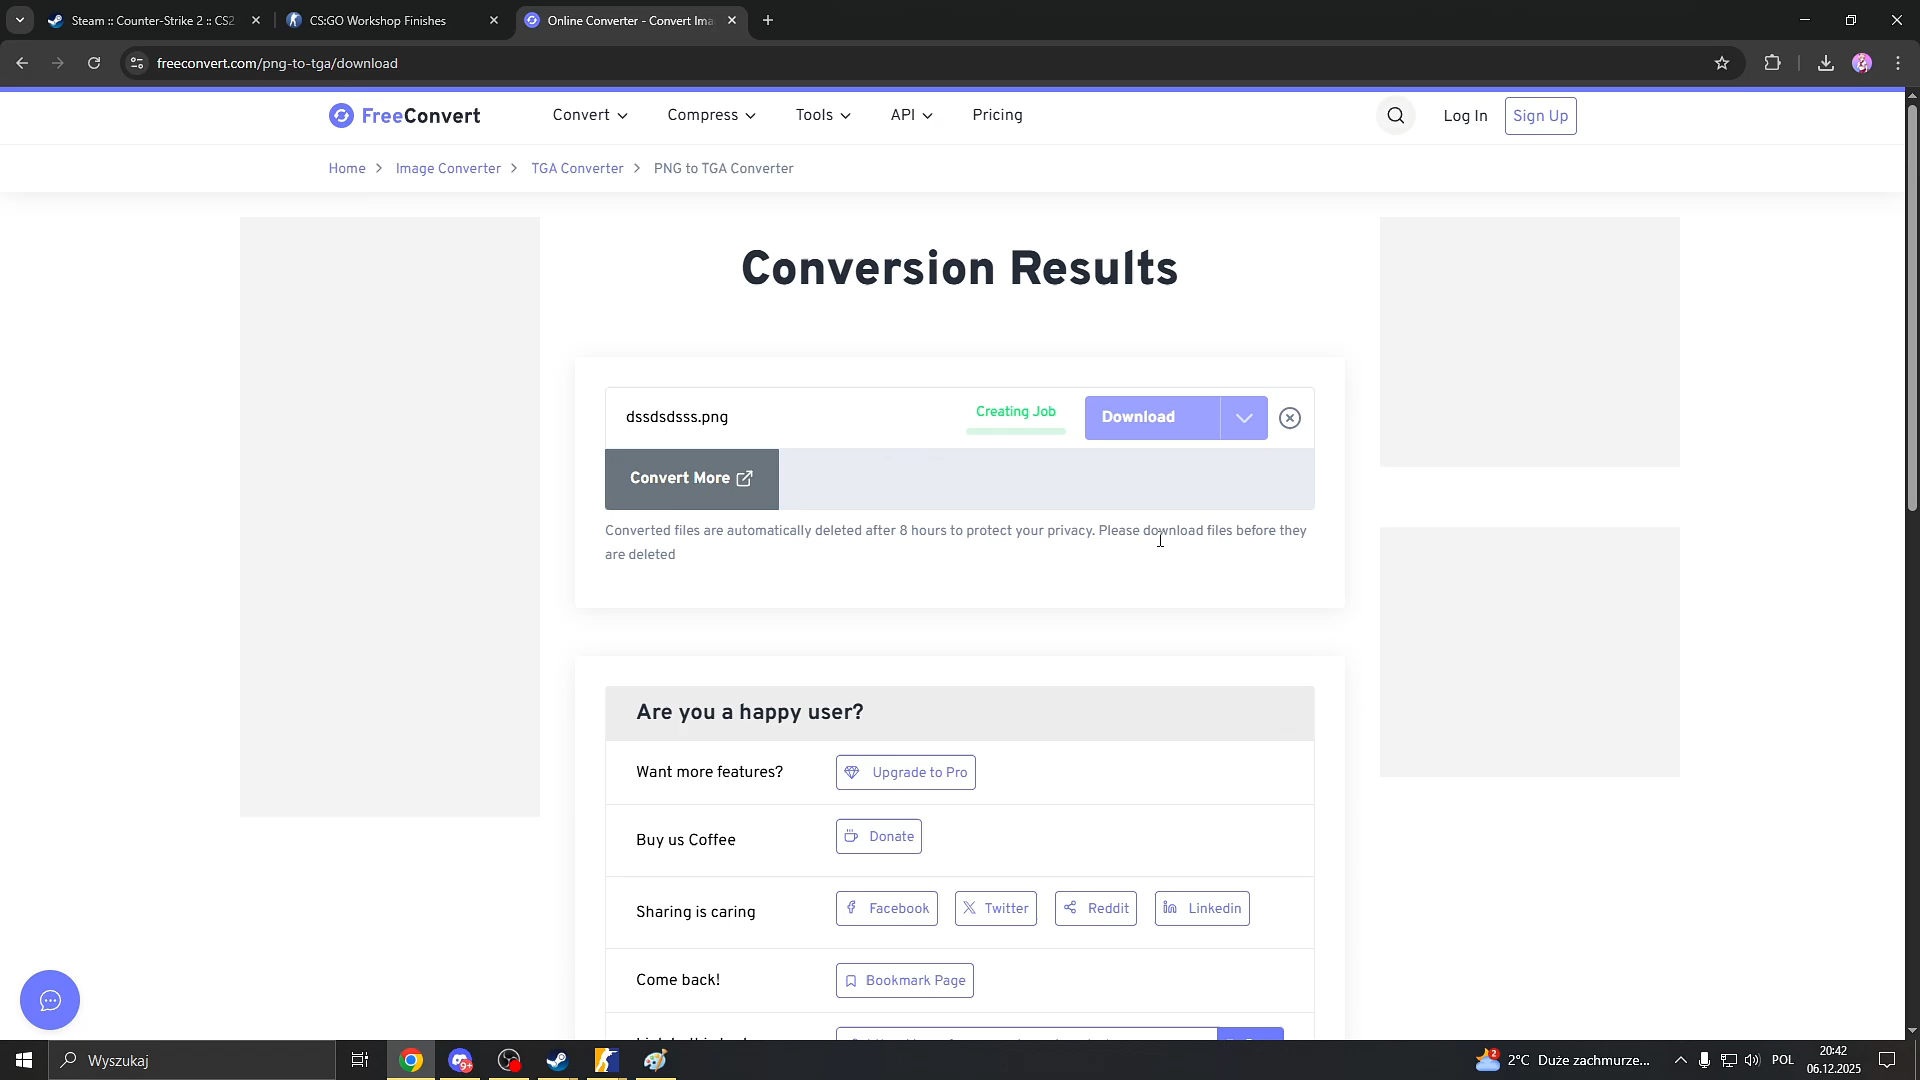 Steam :: Counter-Strike 2 :: CS2
CS:GO Workshop Finishes
Online Converter - Convert Ima
freeconvert.com/png-to-tga/download
FreeConvert
Convert
Compress
Tools
API
Pricing
Log In
Sign Up
Home > Image Converter > TGA Converter > PNG to TGA Converter
Conversion Results
dssdsdsss.png
Creating Job
Download
Convert More
Converted files are automatically deleted after 8 hours to protect your privacy. Please download files before they
are deleted
Are you a happy user?
Want more features?
Upgrade to Pro
Buy us Coffee
Donate
Sharing is caring
Facebook
Twitter
Reddit
Linkedin
Come back!
Bookmark Page
Wyszukaj
9+
2
2°C Duże zachmurze...
POL
20:42
06.12.2025